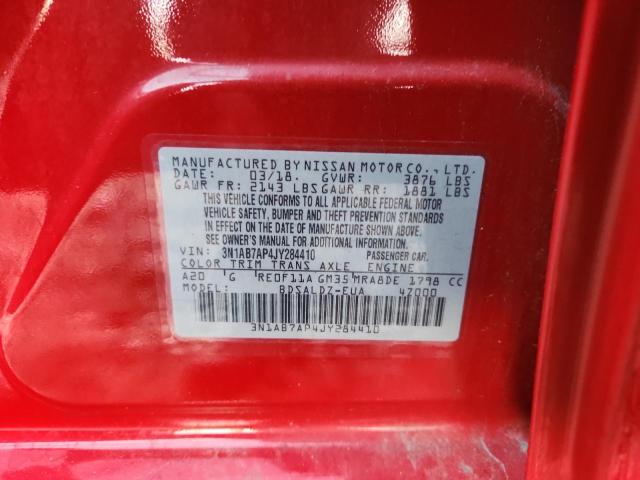 MANUFACTURED BY NISSAN MOTOR CO., LTD.
DATE: 03/18. GVWR: 3876 LBS
GAWR FR: 2143 LBS GAWR RR: 1881 LBS
THIS VEHICLE CONFORMS TO ALL APPLICABLE FEDERAL MOTOR
VEHICLE SAFETY, BUMPER AND THEFT PREVENTION STANDARDS
IN EFFECT ON THE DATE OF MANUFACTURE SHOWN ABOVE.
SEE OWNER'S MANUAL FOR ADDITIONAL INFORMATION.
VIN: 3N1AB7AP4JY284410 PASSENGER CAR.
COLOR TRIM TRANS AXLE ENGINE
A20 G RE0F11A GM35 MRA8DE 1798 CC
MODEL: BDSALDZ-EUA 47000
3N1AB7AP4JY284410